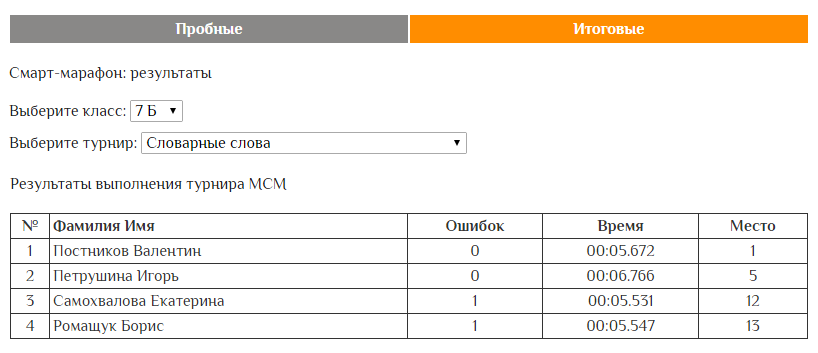 Пробные Итоговые
Смарт-марафон: результаты
Выберите класс: 7 Б
Выберите турнир: Словарные слова
Результаты выполнения турнира МСМ
№ Фамилия Имя Ошибок Время Место
1 Постников Валентин 0 00:05.672 1
2 Петрушина Игорь 0 00:06.766 5
3 Самохвалова Екатерина 1 00:05.531 12
4 Ромащук Борис 1 00:05.547 13